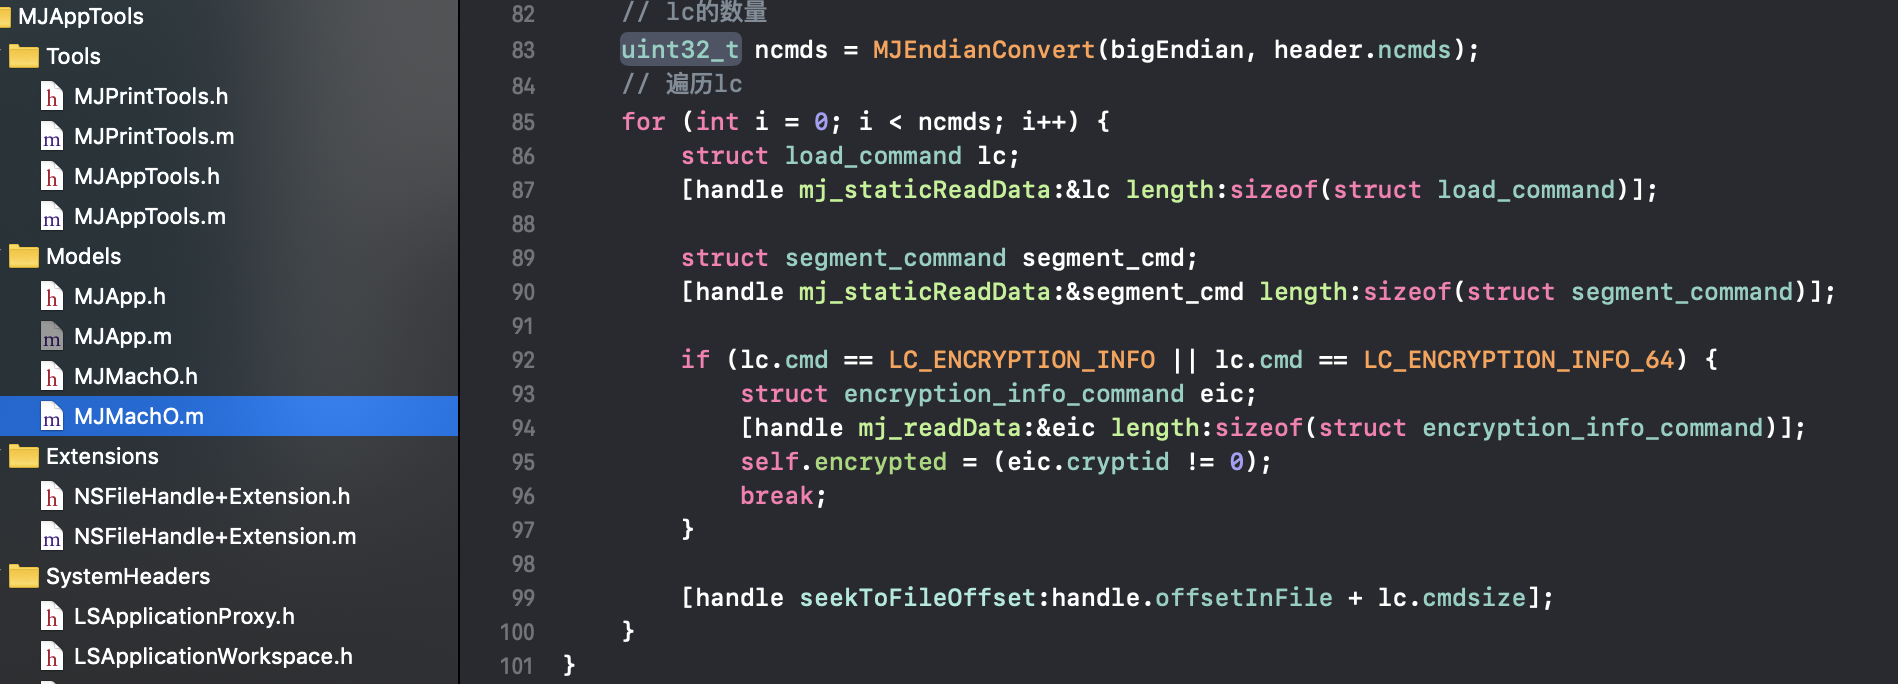 MJAppTools
Tools
h MJPrintTools.h
m MJPrintTools.m
h MJAppTools.h
m MJAppTools.m
Models
h MJApp.h
m MJApp.m
h MJMachO.h
m MJMachO.m
Extensions
h NSFileHandle+Extension.h
m NSFileHandle+Extension.m
SystemHeaders
h LSApplicationProxy.h
h LSApplicationWorkspace.h
82 // lc的数量
83 uint32_t ncmds = MJEndianConvert(bigEndian, header.ncmds);
84 // 遍历lc
85 for (int i = 0; i < ncmds; i++) {
86 struct load_command lc;
87 [handle mj_staticReadData:&lc length:sizeof(struct load_command)];
88
89 struct segment_command segment_cmd;
90 [handle mj_staticReadData:&segment_cmd length:sizeof(struct segment_command)];
91
92 if (lc.cmd == LC_ENCRYPTION_INFO || lc.cmd == LC_ENCRYPTION_INFO_64) {
93 struct encryption_info_command eic;
94 [handle mj_readData:&eic length:sizeof(struct encryption_info_command)];
95 self.encrypted = (eic.cryptid != 0);
96 break;
97 }
98
99 [handle seekToFileOffset:handle.offsetInFile + lc.cmdsize];
100 }
101 }